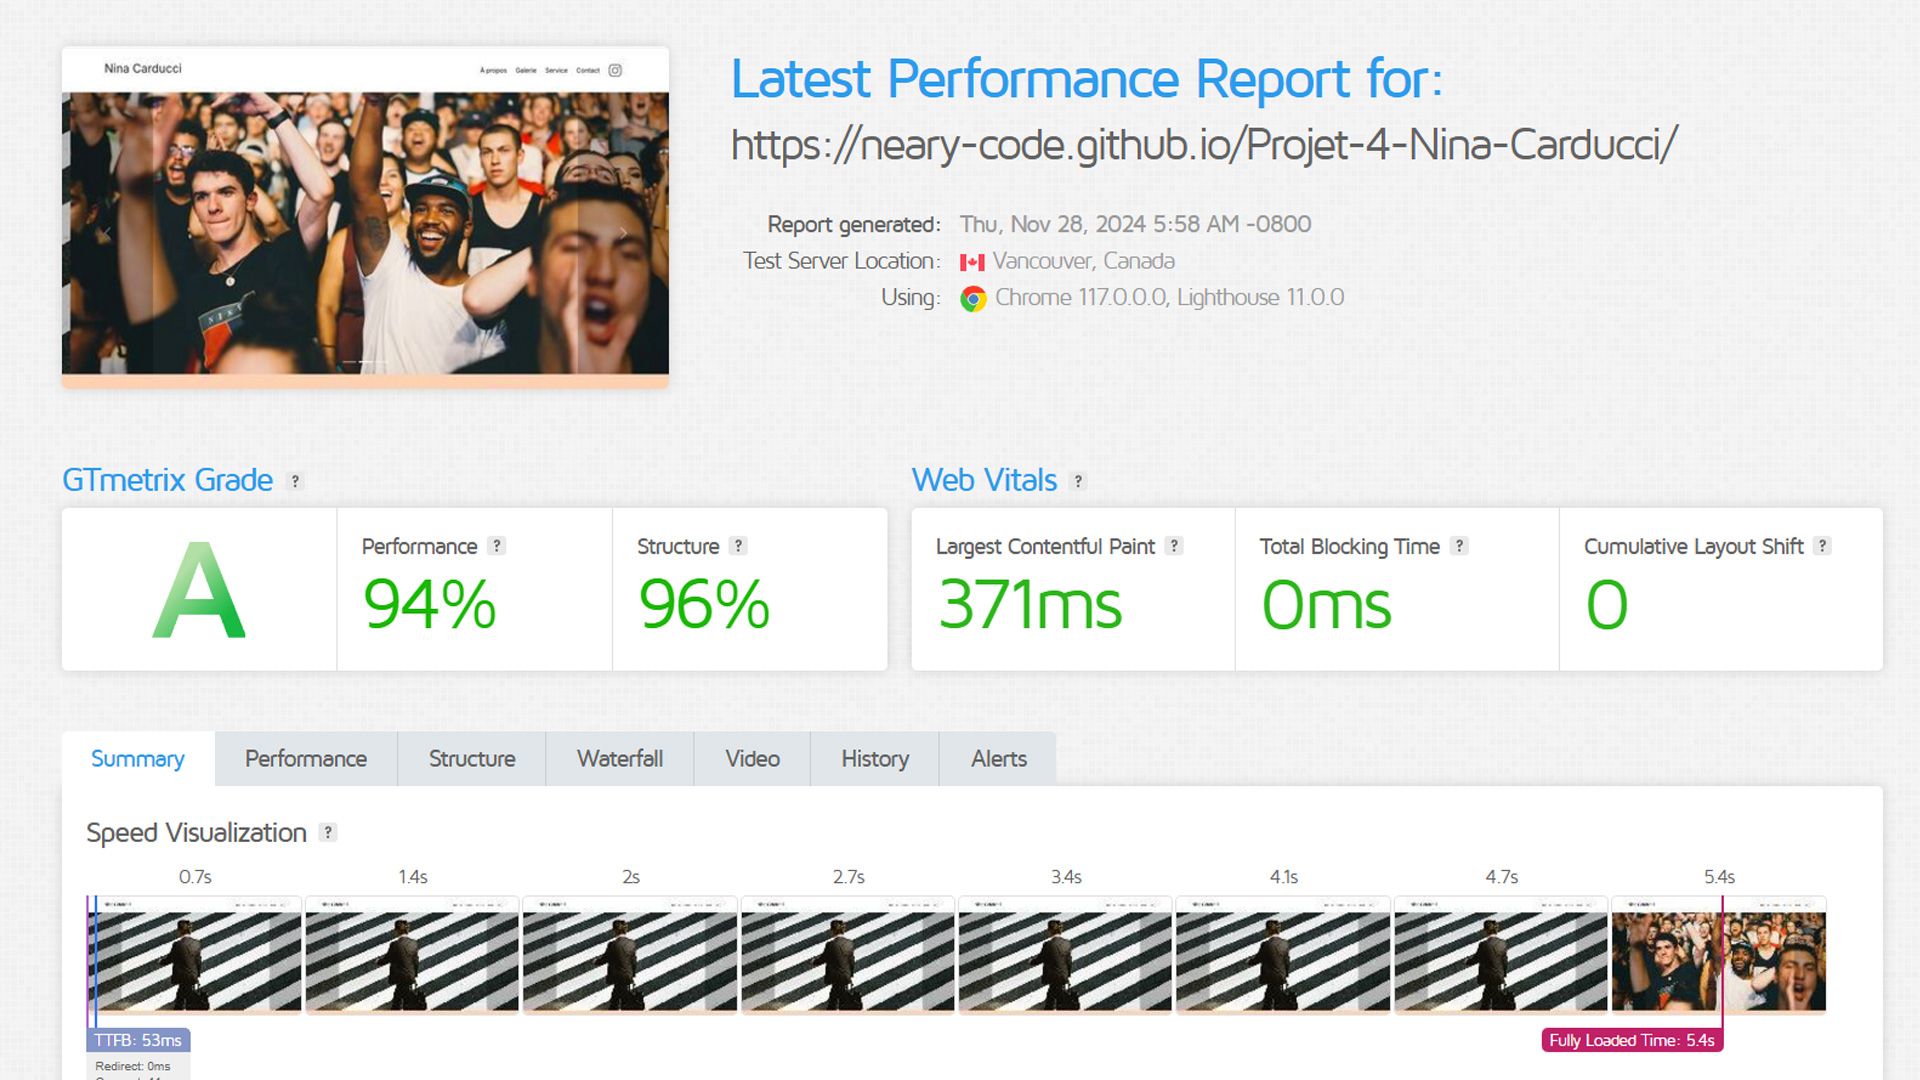 Nina Carducci
À propos Galerie Service Contact
Latest Performance Report for:
https://neary-code.github.io/Projet-4-Nina-Carducci/
Report generated: Thu, Nov 28, 2024 5:58 AM -0800
Test Server Location: Vancouver, Canada
Using: Chrome 117.0.0.0, Lighthouse 11.0.0
GTmetrix Grade ?
Web Vitals ?
A
Performance ?
94%
Structure ?
96%
Largest Contentful Paint ?
371ms
Total Blocking Time ?
0ms
Cumulative Layout Shift ?
0
Summary Performance Structure Waterfall Video History Alerts
Speed Visualization ?
0.7s 1.4s 2s 2.7s 3.4s 4.1s 4.7s 5.4s
TTFB: 53ms
Fully Loaded Time: 5.4s
Redirect: 0ms